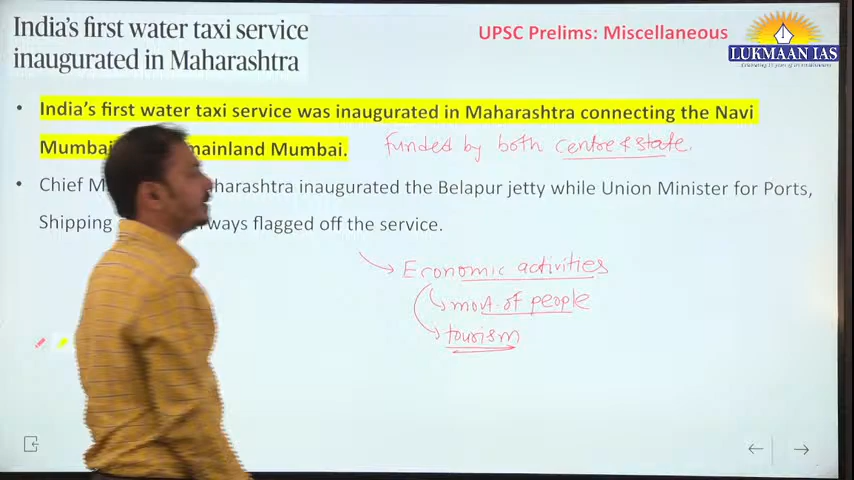 India's first water taxi service
inaugurated in Maharashtra
UPSC Prelims: Miscellaneous
LUKMAAN IAS
• India's first water taxi service was inaugurated in Maharashtra connecting the Navi
Mumbai mainland Mumbai.
Funded by both Centre & state.
• Chief M harashtra inaugurated the Belapur jetty while Union Minister for Ports,
Shipping ways flagged off the service.
Economic activities
mov't of people
tourism